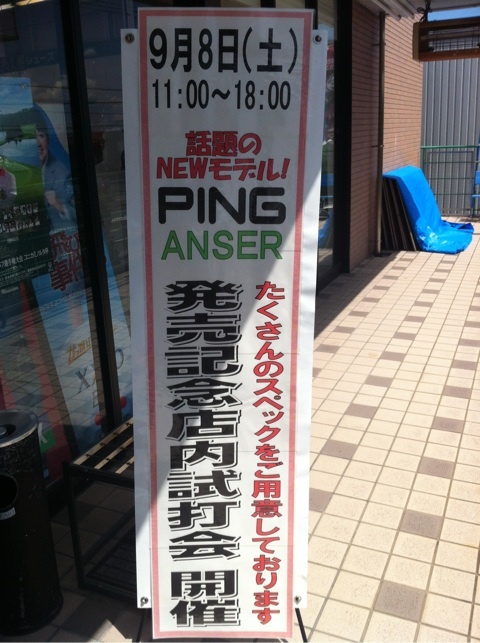 9月8日(土)
11:00～18:00
話題の
NEWモデル!
PING
ANSER
たくさんのスペックをご用意しております
発売記念店内試打会 開催